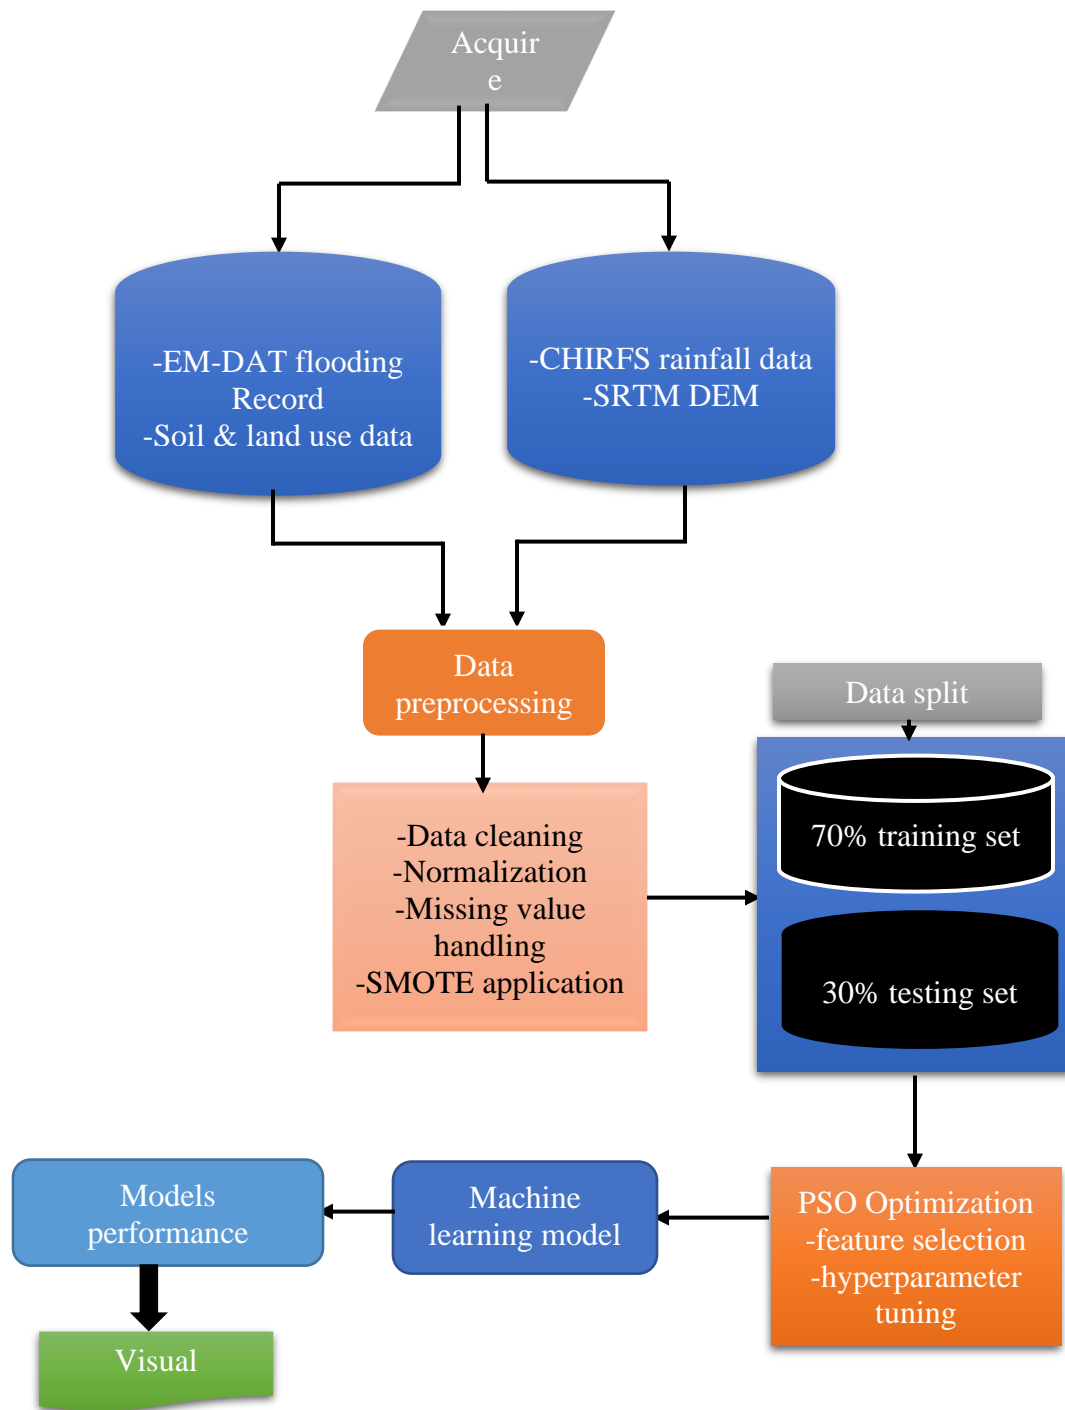 Acquir
e
-EM-DAT flooding
Record
-Soil & land use data
-CHIRFS rainfall data
-SRTM DEM
Data
preprocessing
Data split
-Data cleaning
-Normalization
-Missing value
handling
-SMOTE application
70% training set
30% testing set
PSO Optimization
-feature selection
-hyperparameter
tuning
Machine
learning model
Models
performance
Visual